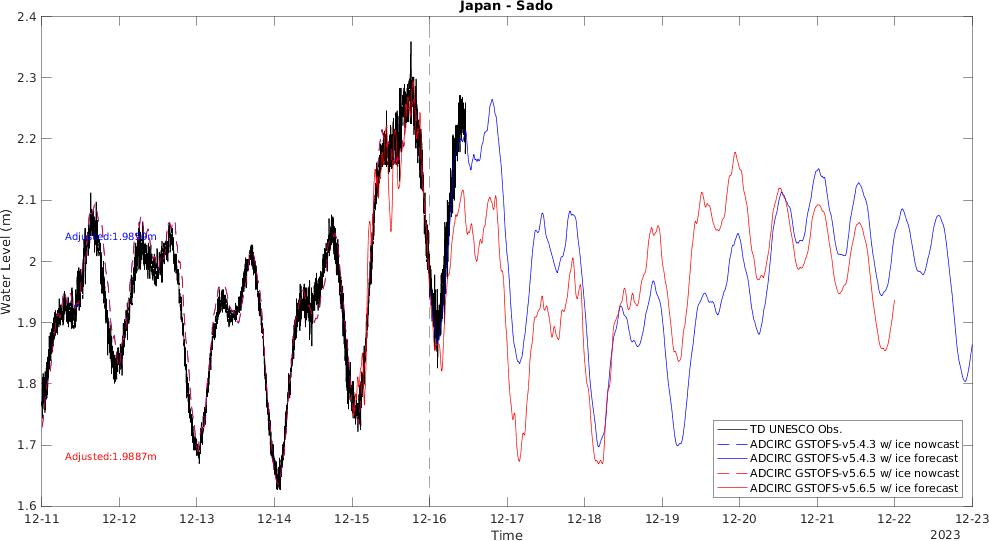 Japan - Sado
Water Level (m)
2.4
2.3
2.2
2.1
2
1.9
1.8
1.7
1.6
Adjusted:1.9887m
TD UNESCO Obs.
ADCIRC GSTOFS-v5.4.3 w/ ice nowcast
ADCIRC GSTOFS-v5.4.3 w/ ice forecast
ADCIRC GSTOFS-v5.6.5 w/ ice nowcast
ADCIRC GSTOFS-v5.6.5 w/ ice forecast
12-11 12-12 12-13 12-14 12-15 12-16 12-17 12-18 12-19 12-20 12-21 12-22 12-23
Time
2023